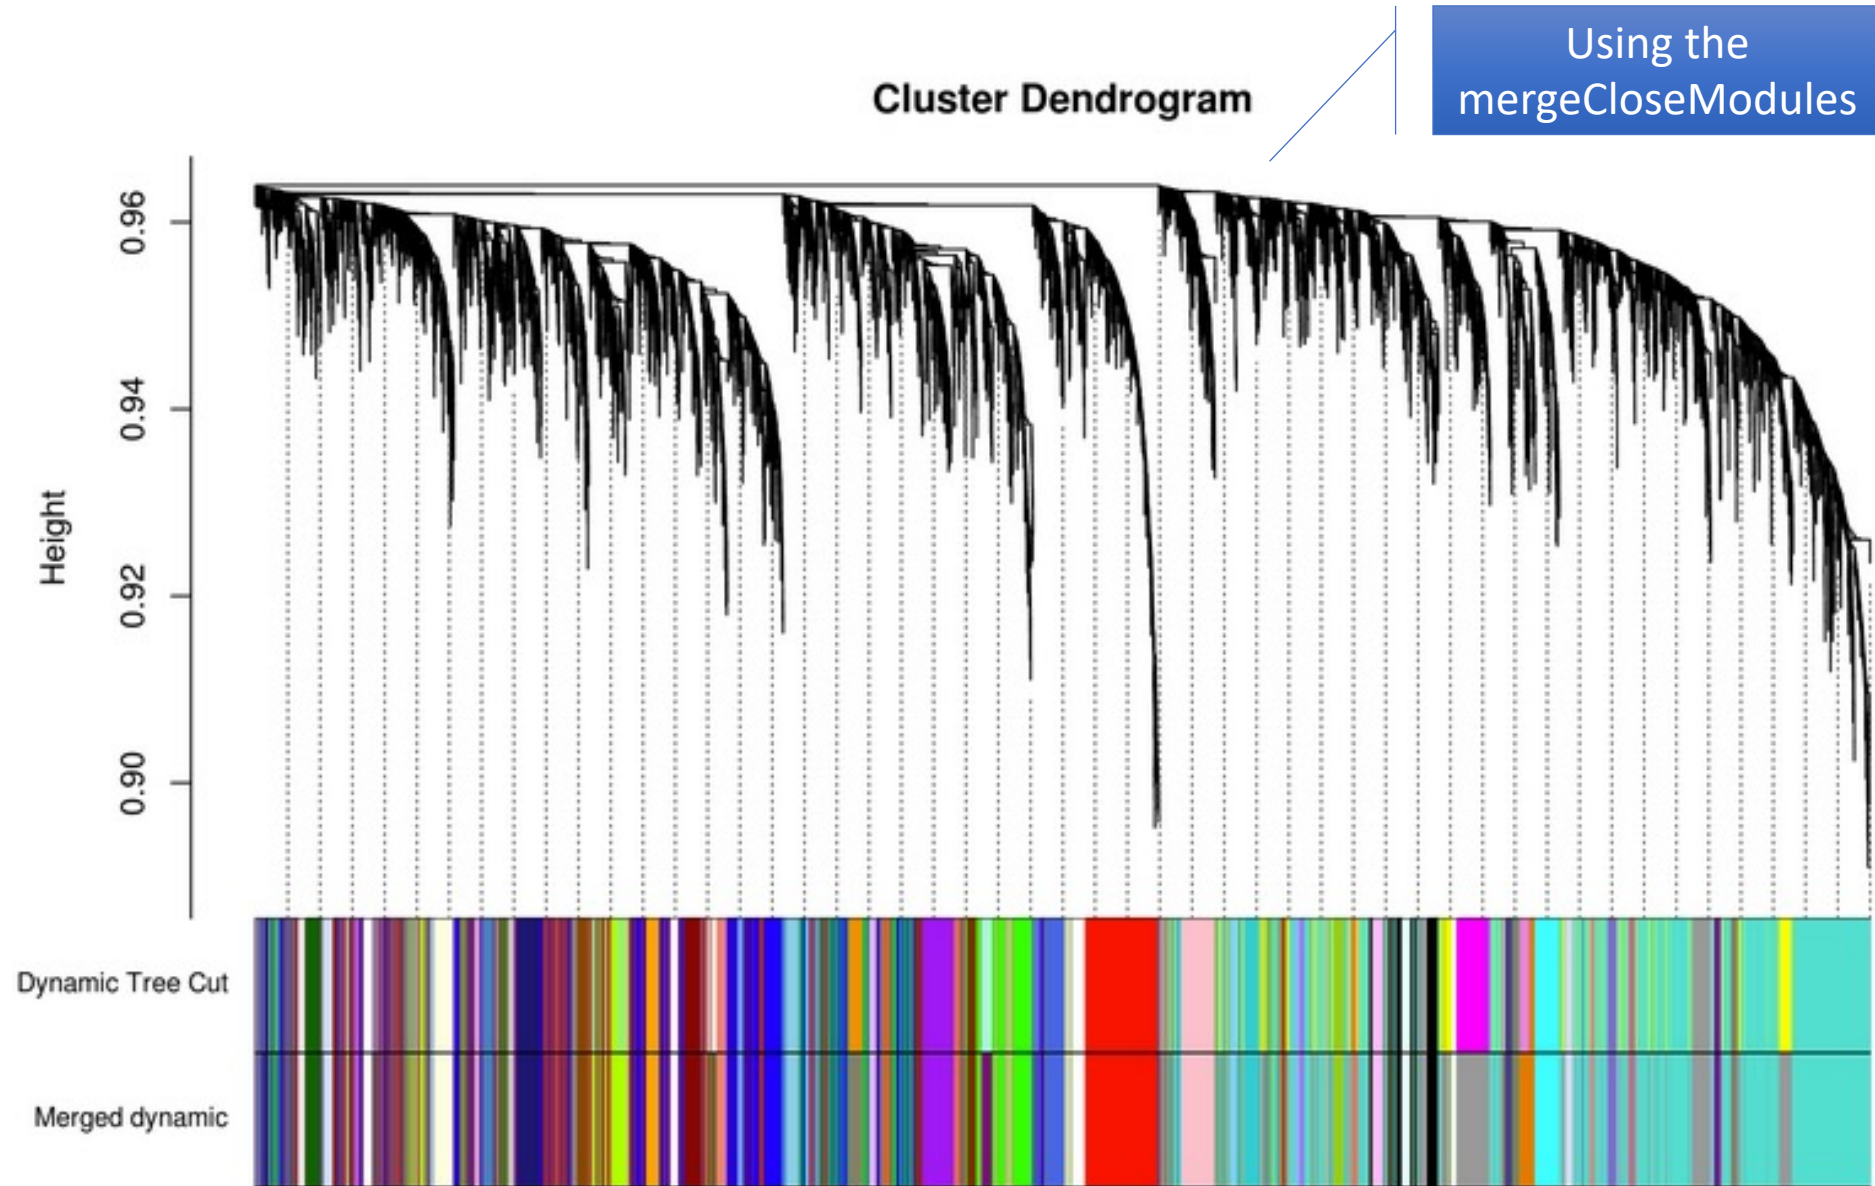 Using the
mergeCloseModules
Cluster Dendrogram
0.96
0.94
0.92
0.90
Height
Dynamic Tree Cut
Merged dynamic